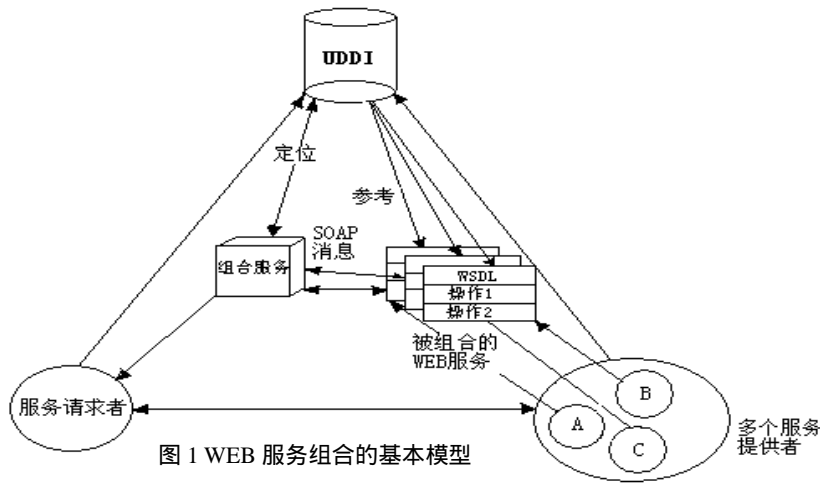 UDDI
定位
参考
SOAP
消息
组合服务
WSDL
操作1
操作2
被组合的
WEB服务
服务请求者
B
A
C
多个服务
提供者
图 1 WEB 服务组合的基本模型